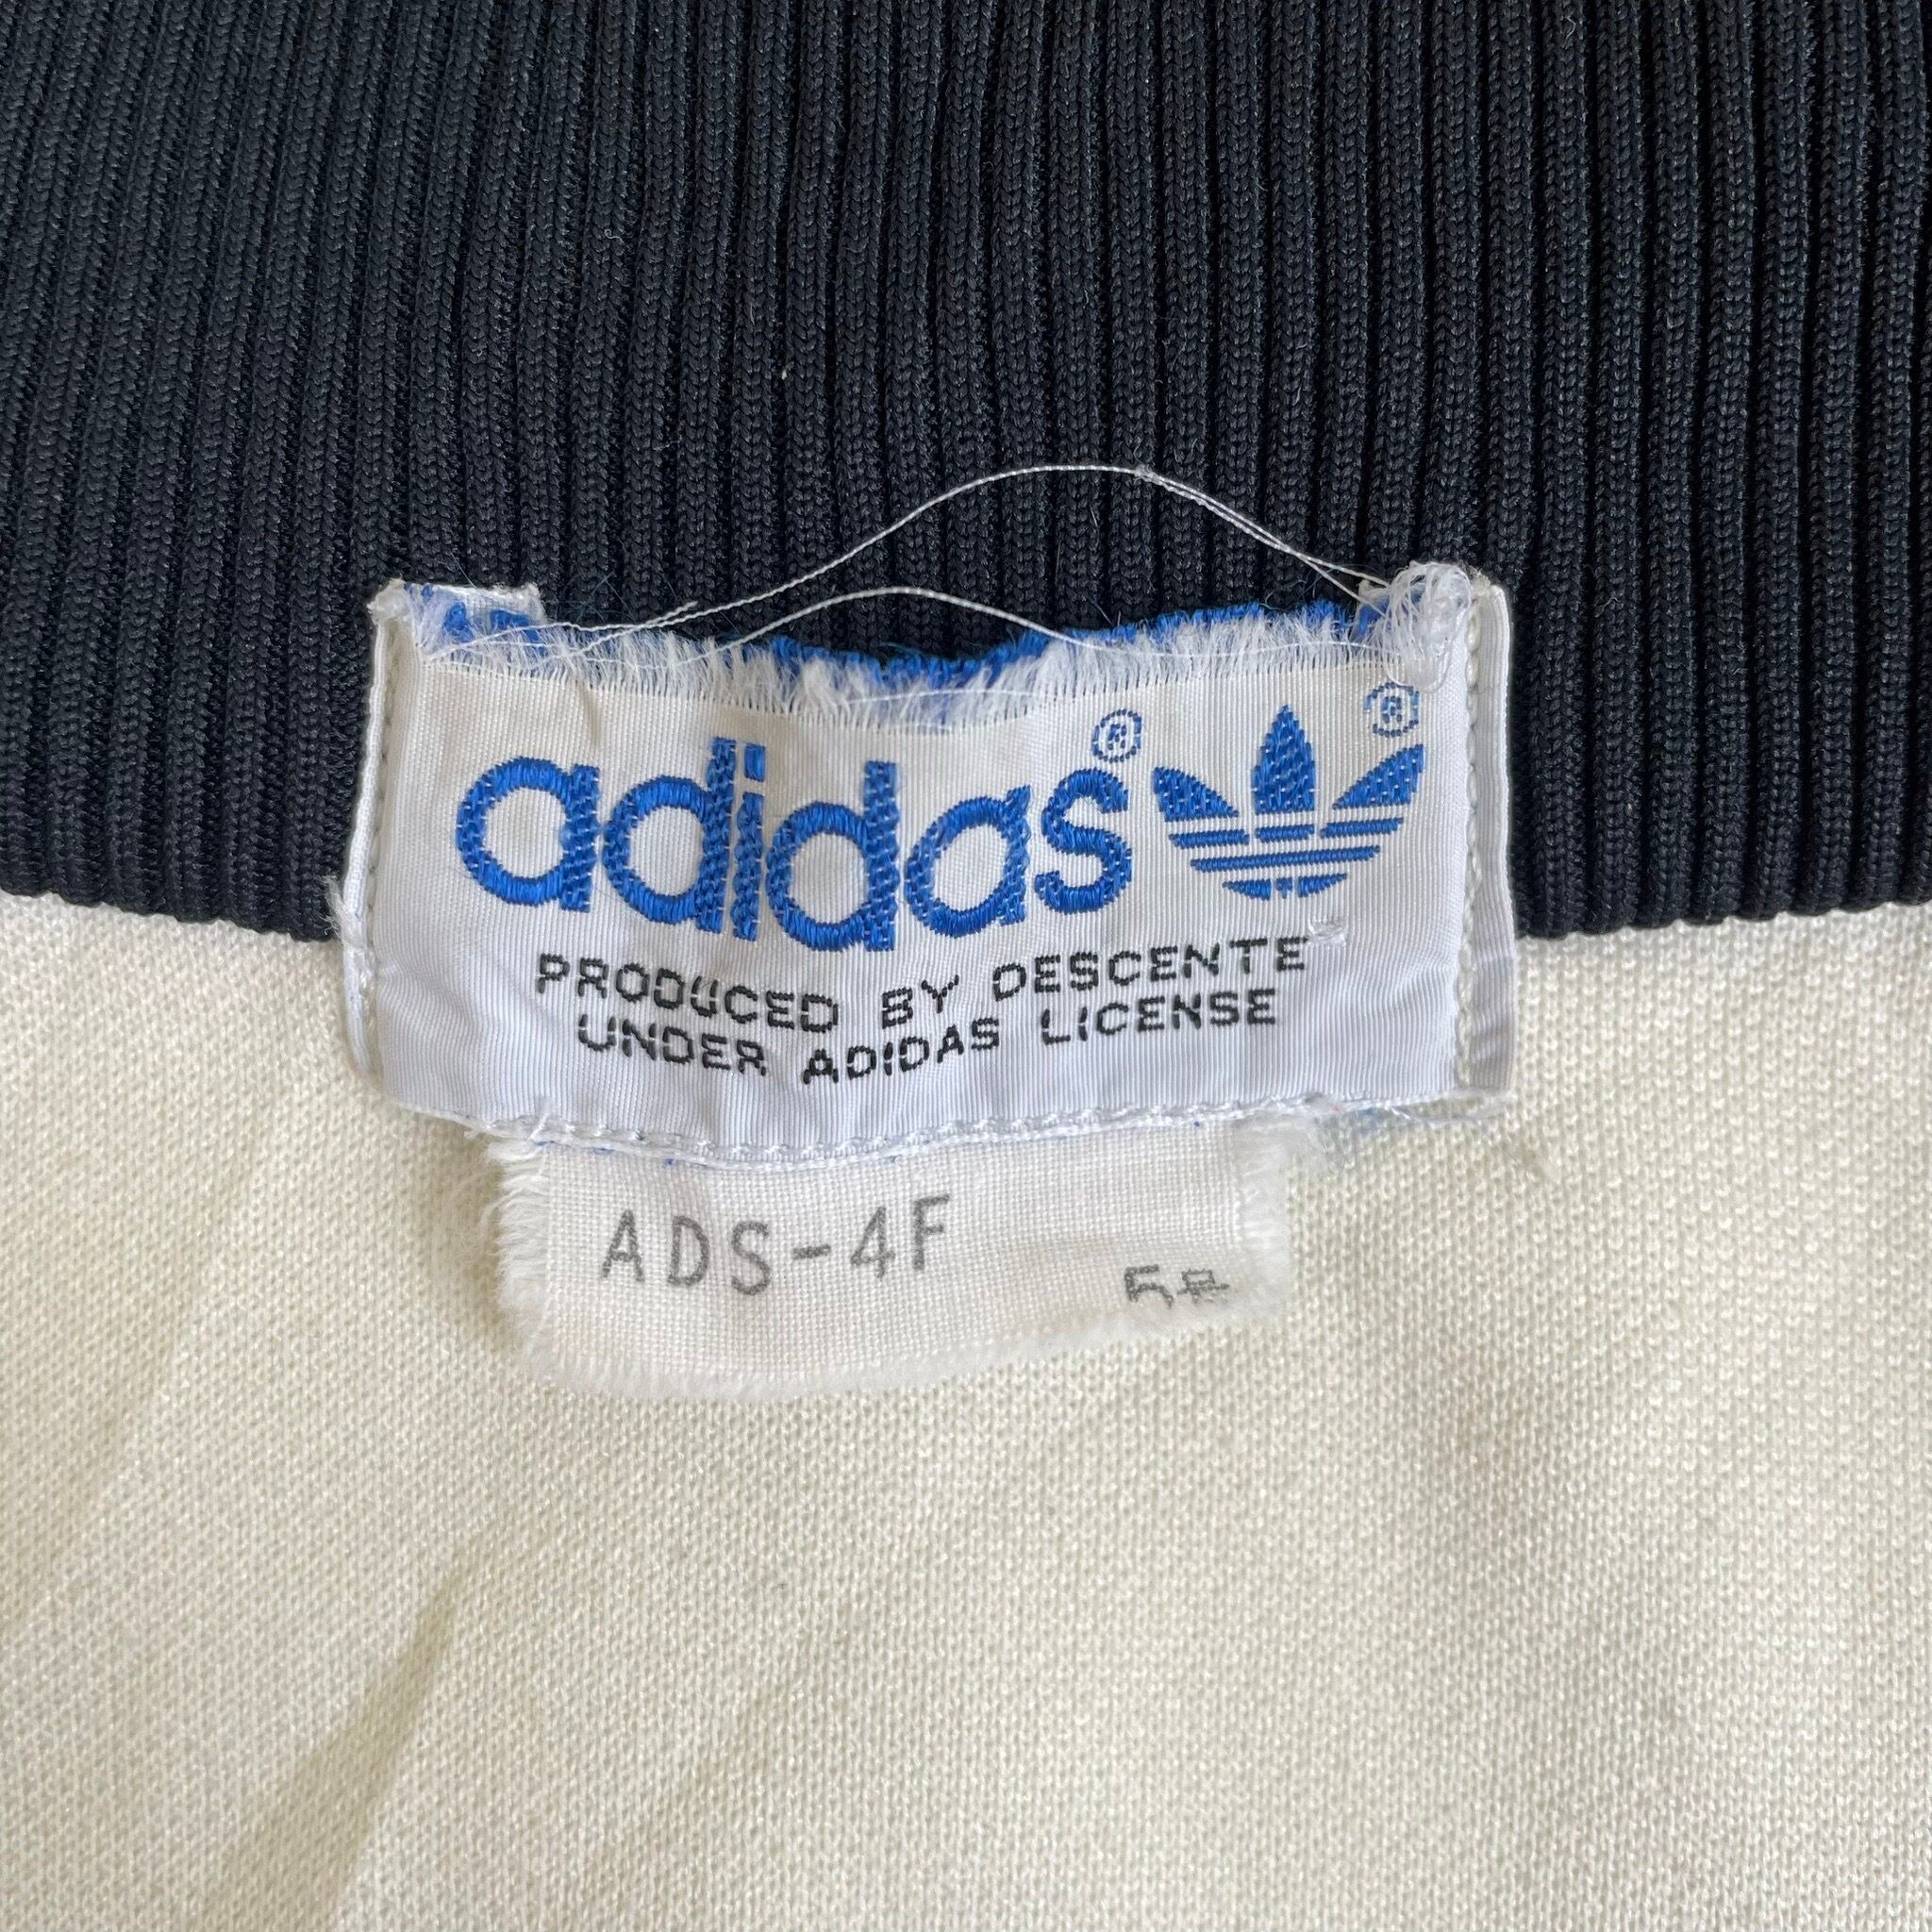 adidas® ®
PRODUCED BY DESCENTE
UNDER ADIDAS LICENSE
ADS-4F